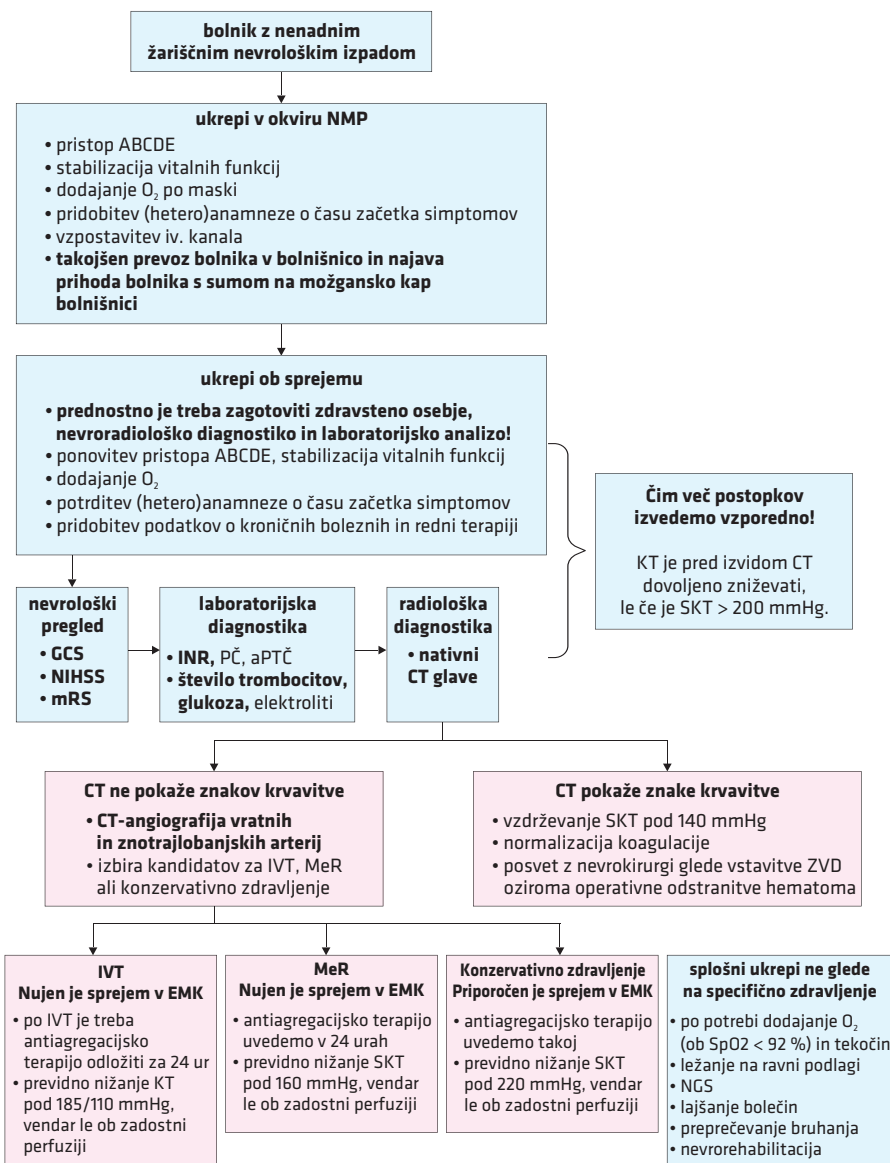 bolnik z nenadnim
žariščnim nevrološkim izpadom
ukrepi v okviru NMP
• pristop ABCDE
• stabilizacija vitalnih funkcij
• dodajanje O₂ po maski
• pridobitev (hetero)anamneze o času začetka simptomov
• vzpostavitev iv. kanala
• takojšen prevoz bolnika v bolnišnico in najava
prihoda bolnika s sumom na možgansko kap
bolnišnici
ukrepi ob sprejemu
• prednostno je treba zagotoviti zdravsteno osebje,
nevroradiološko diagnostiko in laboratorijsko analizo!
• ponovitev pristopa ABCDE, stabilizacija vitalnih funkcij
• dodajanje O₂
• potrditev (hetero)anamneze o času začetka simptomov
• pridobitev podatkov o kroničnih boleznih in redni terapiji
Čim več postopkov
izvedemo vzporedno!
KT je pred izvidom CT
dovoljeno zniževati,
le če je SKT > 200 mmHg.
nevrološki
pregled
• GCS
• NIHSS
• mRS
laboratorijska
diagnostika
• INR, PČ, aPTČ
• število trombocitov,
glukoza, elektroliti
radiološka
diagnostika
• nativni
CT glave
CT ne pokaže znakov krvavitve
• CT-angiografija vratnih
in znotrajlobanjskih arterij
• izbira kandidatov za IVT, MeR
ali konzervativno zdravljenje
CT pokaže znake krvavitve
• vzdrževanje SKT pod 140 mmHg
• normalizacija koagulacije
• posvet z nevrokirurgi glede vstavitve ZVD
oziroma operativne odstranitve hematoma
IVT
Nujen je sprejem v EMK
• po IVT je treba
antiagregacijsko
terapijo odložiti za 24 ur
• previdno nižanje KT
pod 185/110 mmHg,
vendar le ob zadostni
perfuziji
MeR
Nujen je sprejem v EMK
• antiagregacijsko terapijo
uvedemo v 24 urah
• previdno nižanje SKT
pod 160 mmHg, vendar
le ob zadostni perfuziji
Konzervativno zdravljenje
Priporočen je sprejem v EMK
• antiagregacijsko terapijo
uvedemo takoj
• previdno nižanje SKT
pod 220 mmHg, vendar
le ob zadostni perfuziji
splošni ukrepi ne glede
na specifično zdravljenje
• po potrebi dodajanje O₂
(ob SpO2 < 92 %) in tekočin
• ležanje na ravni podlagi
• NGS
• lajšanje bolečin
• preprečevanje bruhanja
• nevrorehabilitacija